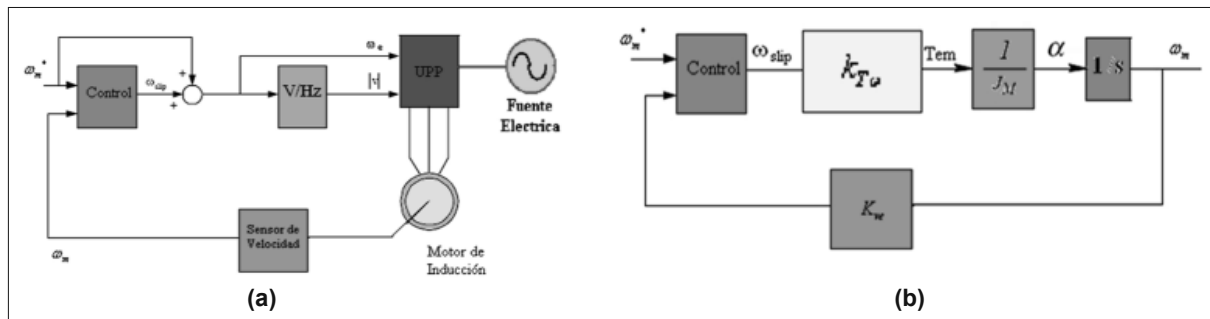 ωm*
Control
ωslip
+
+
V/Hz
ωe
|v|
UPP
Fuente
Electrica
Sensor de
Velocidad
ωm
Motor de
Inducción
(a)
ωm*
Control
ωslip
kTω
Tem
1
JM
α
1/s
ωm
(b)